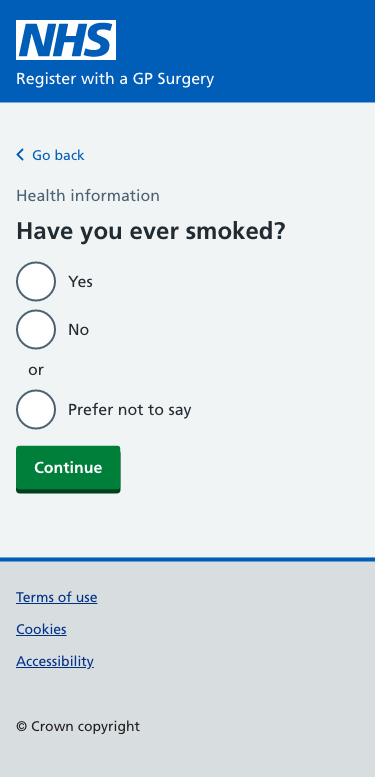 NHS
Register with a GP Surgery
Go back
Health information
Have you ever smoked?
Yes
No
or
Prefer not to say
Continue
Terms of use
Cookies
Accessibility
© Crown copyright